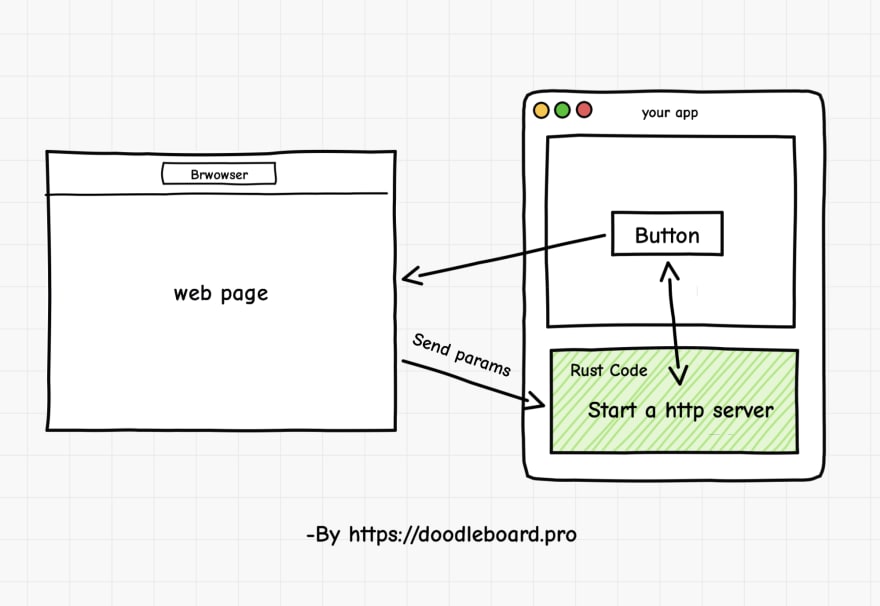 your app
Brwowser
Button
web page
Send params
Rust Code
Start a http server
-By https://doodleboard.pro